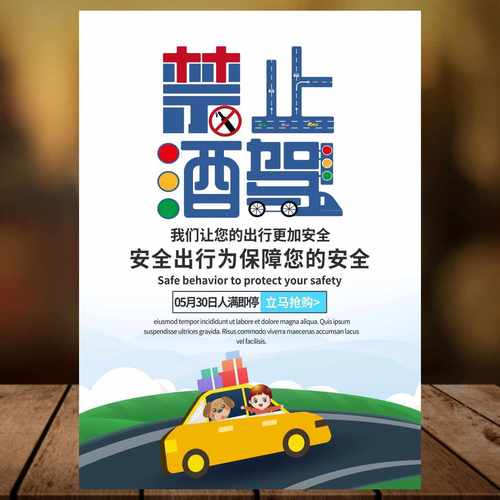 禁止
酒驾
我们让您的出行更加安全
安全出行为保障您的安全
Safe behavior to protect your safety
05月30日人满即停 立马抢购>
eiusmod tempor incididunt ut labore et dolore magna aliqua. Quis ipsum
suspendisse ultrices gravida. Risus commodo viverra maecenas accumsan lacus
vel facilisis.